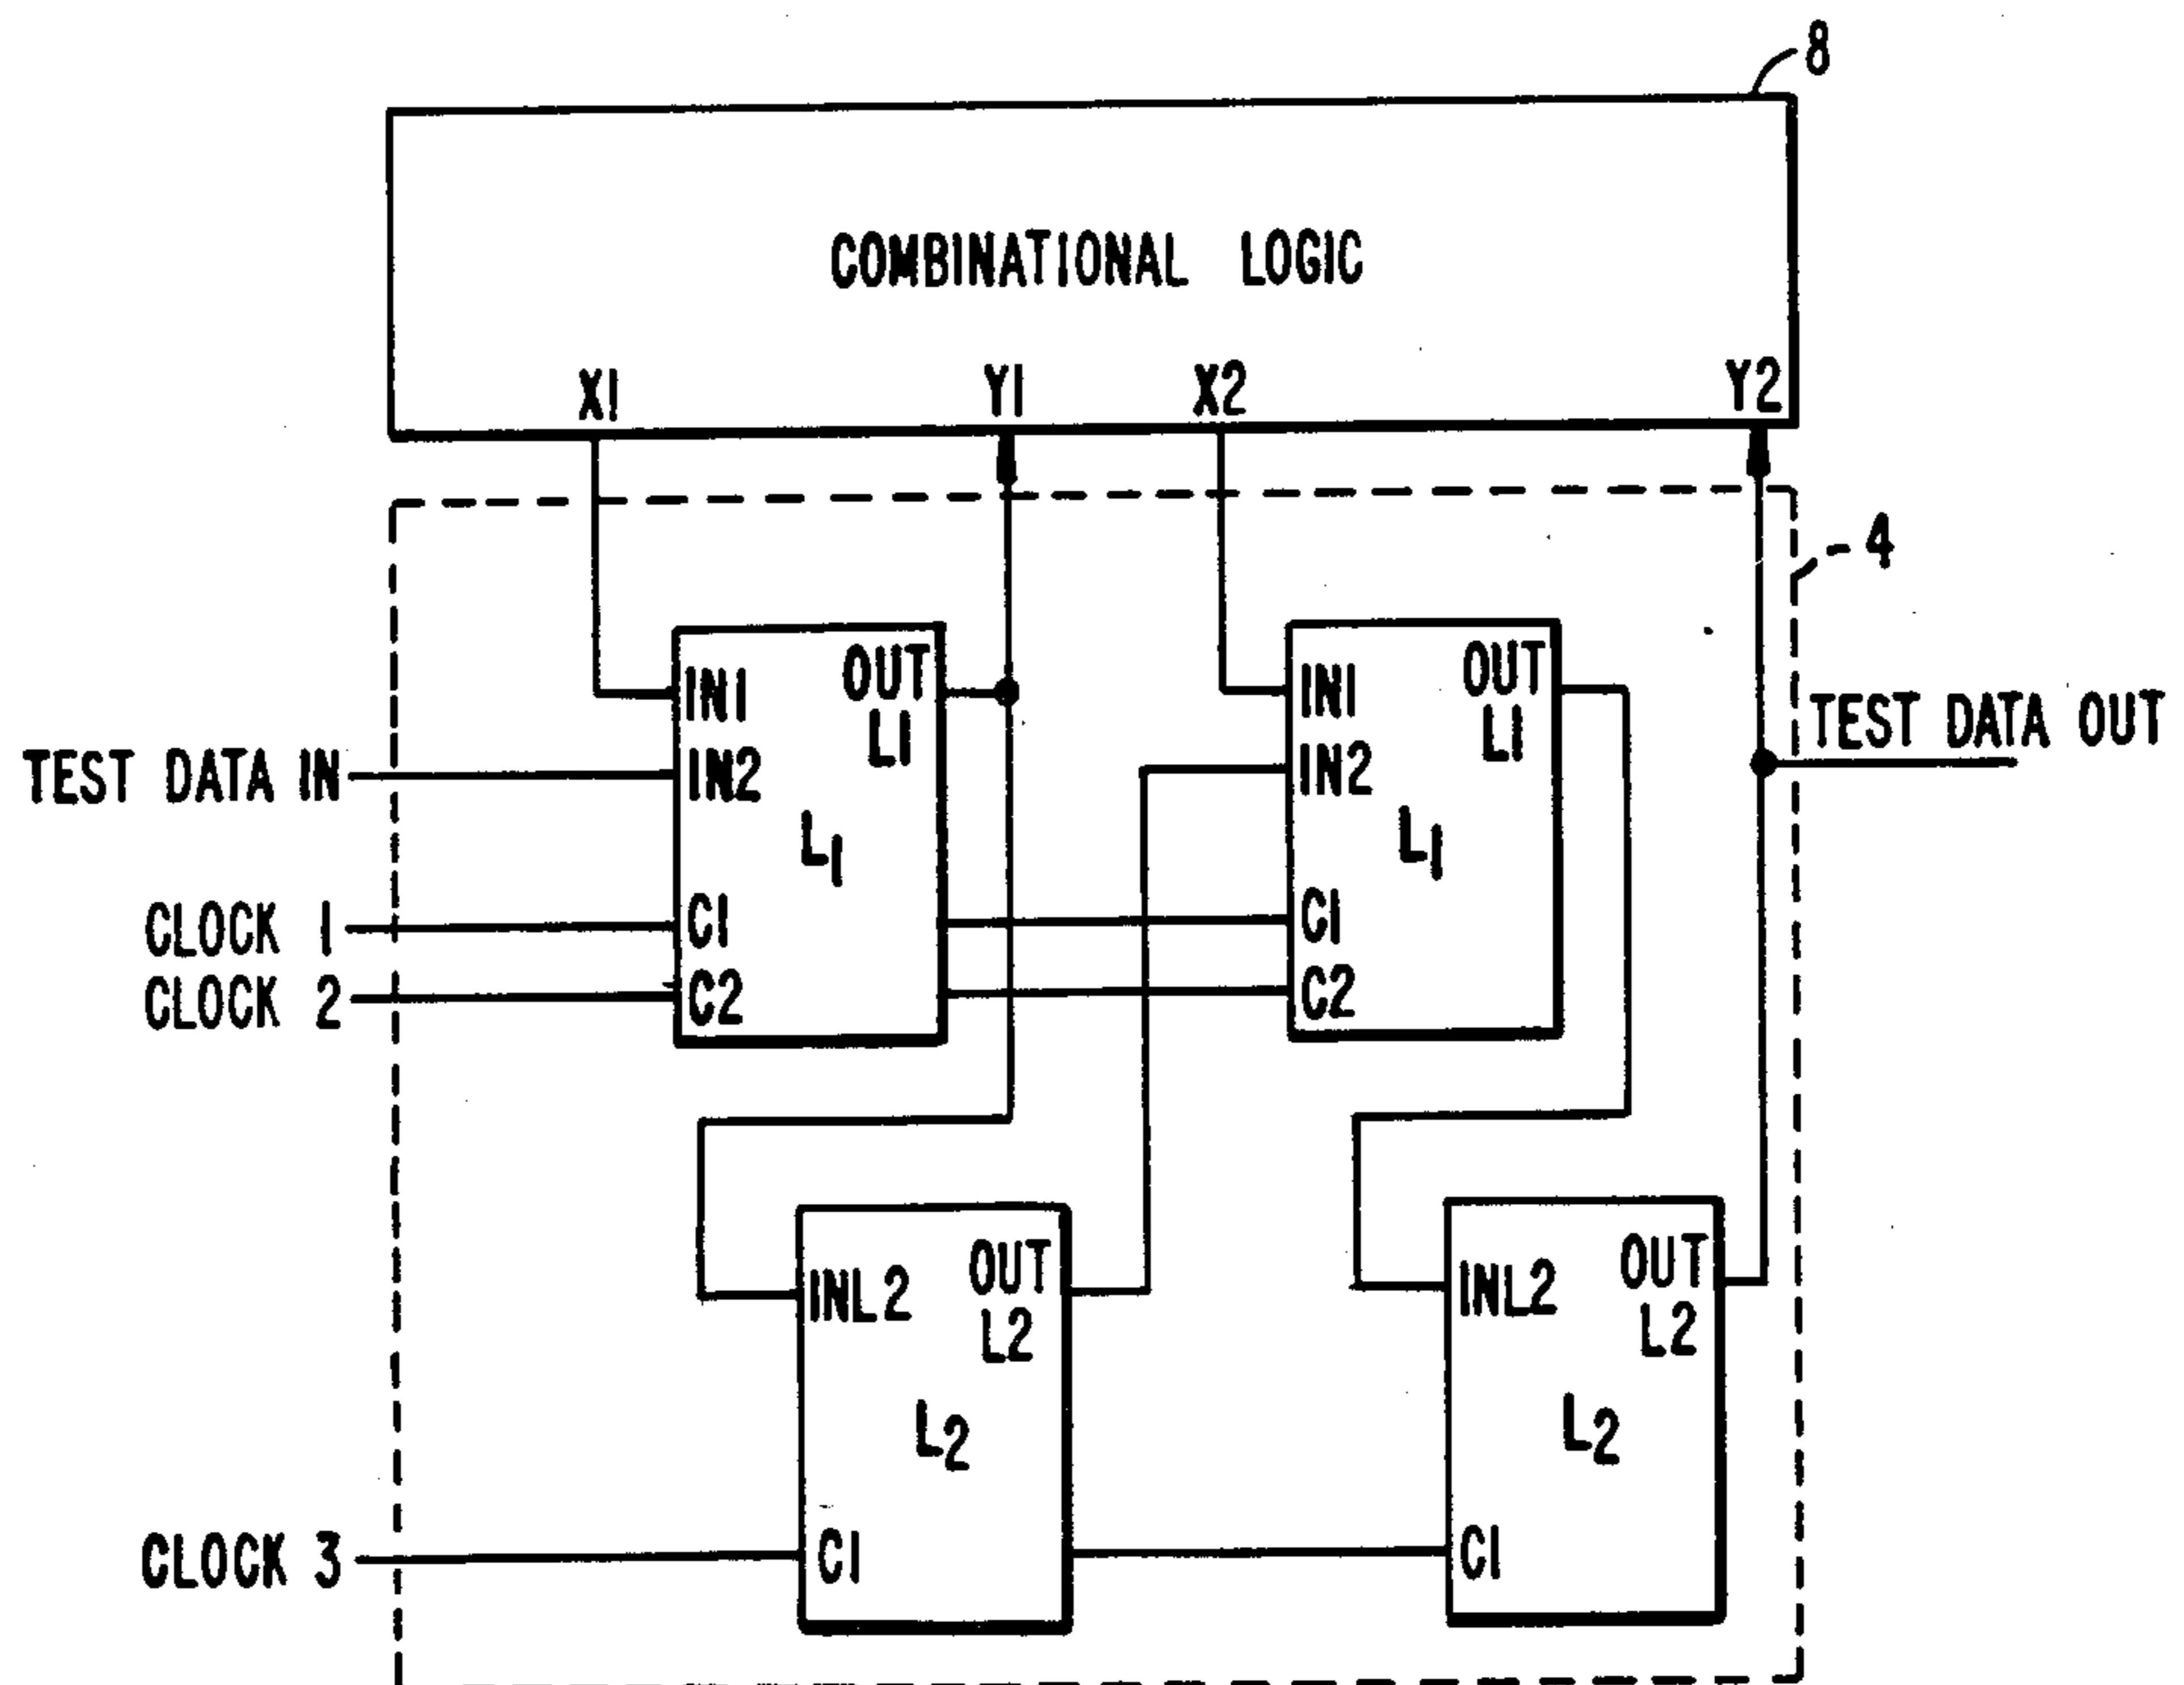 8
COMBINATIONAL LOGIC
X1 Y1 X2 Y2
4
IN1 OUT L1
IN2
L1
C1
C2
IN1 OUT L1
IN2
L1
C1
C2
TEST DATA OUT
TEST DATA IN
CLOCK 1
CLOCK 2
INL2 OUT L2
L2
C1
INL2 OUT L2
L2
C1
CLOCK 3